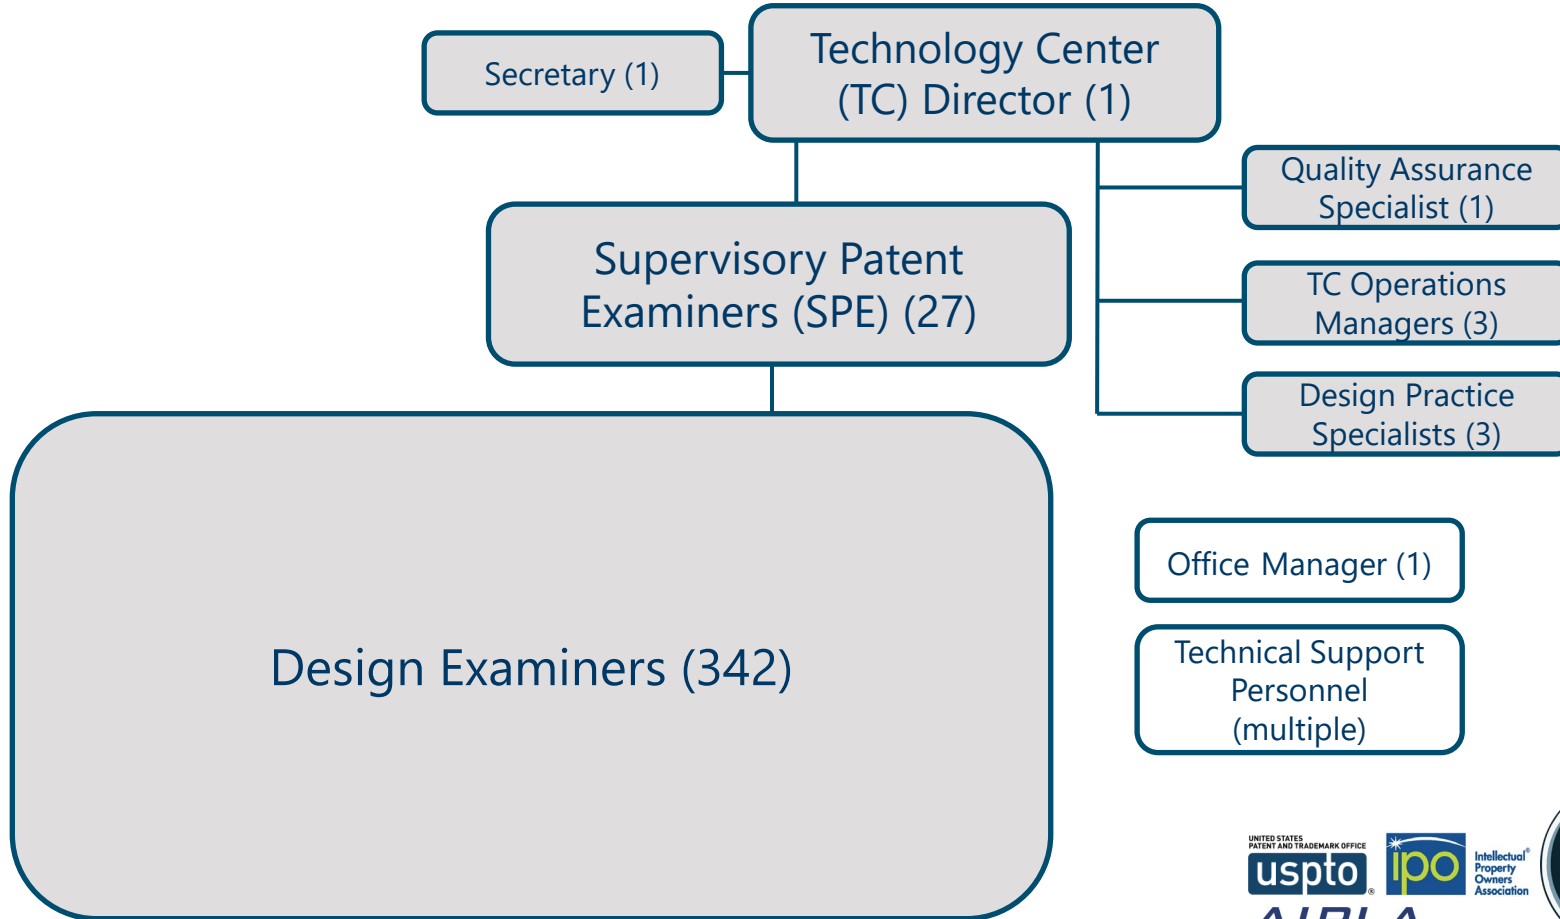 Technology Center
(TC) Director (1)
Secretary (1)
Quality Assurance
Specialist (1)
Supervisory Patent
Examiners (SPE) (27)
TC Operations
Managers (3)
Design Practice
Specialists (3)
Office Manager (1)
Design Examiners (342)
Technical Support
Personnel
(multiple)
UNITED STATES
PATENT AND TRADEMARK OFFICE
uspto
®
ipo
Intellectual®
Property
Owners
Association
AIPLA